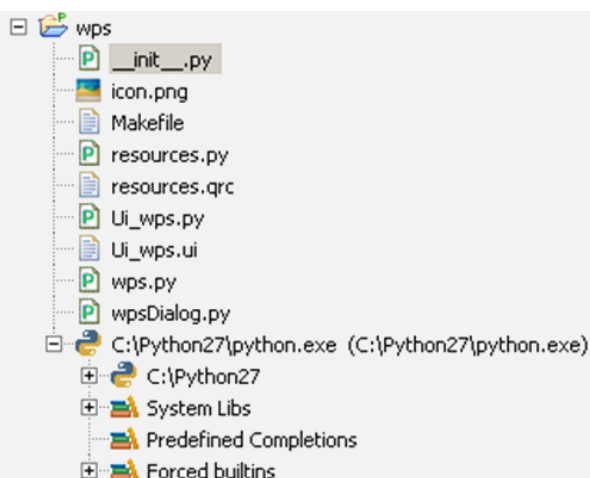 wps
__init__.py
icon.png
Makefile
resources.py
resources.qrc
Ui_wps.py
Ui_wps.ui
wps.py
wpsDialog.py
C:\Python27\python.exe (C:\Python27\python.exe)
C:\Python27
System Libs
Predefined Completions
Forced builtins